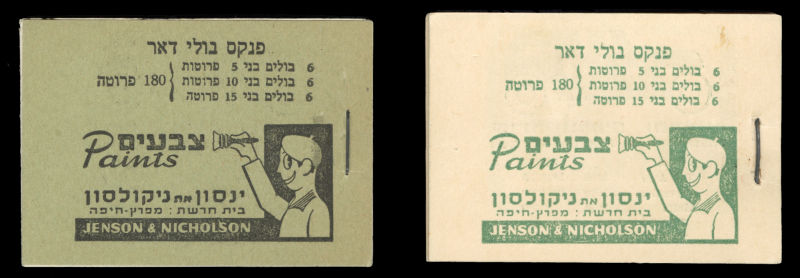 פנקס בולי דאר
6 בולים בני 5 פרוטות
6 בולים בני 10 פרוטות
6 בולים בני 15 פרוטה
180 פרוטה
צבעים
Paints
ינסון את ניקולסון
בית חרשת : מפרץ-חיפה
JENSON & NICHOLSON
פנקס בולי דאר
6 בולים בני 5 פרוטות
6 בולים בני 10 פרוטות
6 בולים בני 15 פרוטה
180 פרוטה
צבעים
Paints
ינסון את ניקולסון
בית חרשת : מפרץ-חיפה
JENSON & NICHOLSON